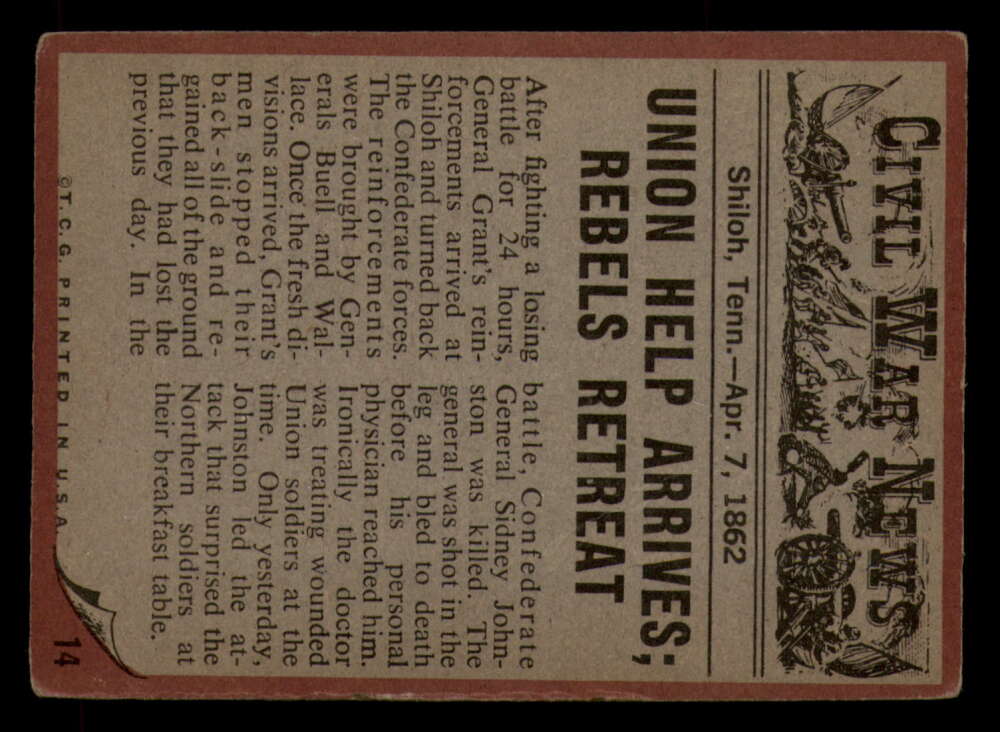 CIVIL WAR NEWS
Shiloh, Tenn.—Apr. 7, 1862
UNION HELP ARRIVES;
REBELS RETREAT
After fighting a losing
battle for 24 hours,
General Grant's rein-
forcements arrived at
Shiloh and turned back
the Confederate forces.
The reinforcements
were brought by Gen-
erals Buell and Wal-
lace. Once the fresh di-
visions arrived, Grant's
men stopped their
back-slide and re-
gained all of the ground
that they had lost the
previous day. In the
battle, Confederate
General Sidney John-
ston was killed. The
general was shot in the
leg and bled to death
before his personal
physician reached him.
Ironically the doctor
was treating wounded
Union soldiers at the
time. Only yesterday,
Johnston led the at-
tack that surprised the
Northern soldiers at
their breakfast table.
©T.C.G. PRINTED IN U.S.A.
14